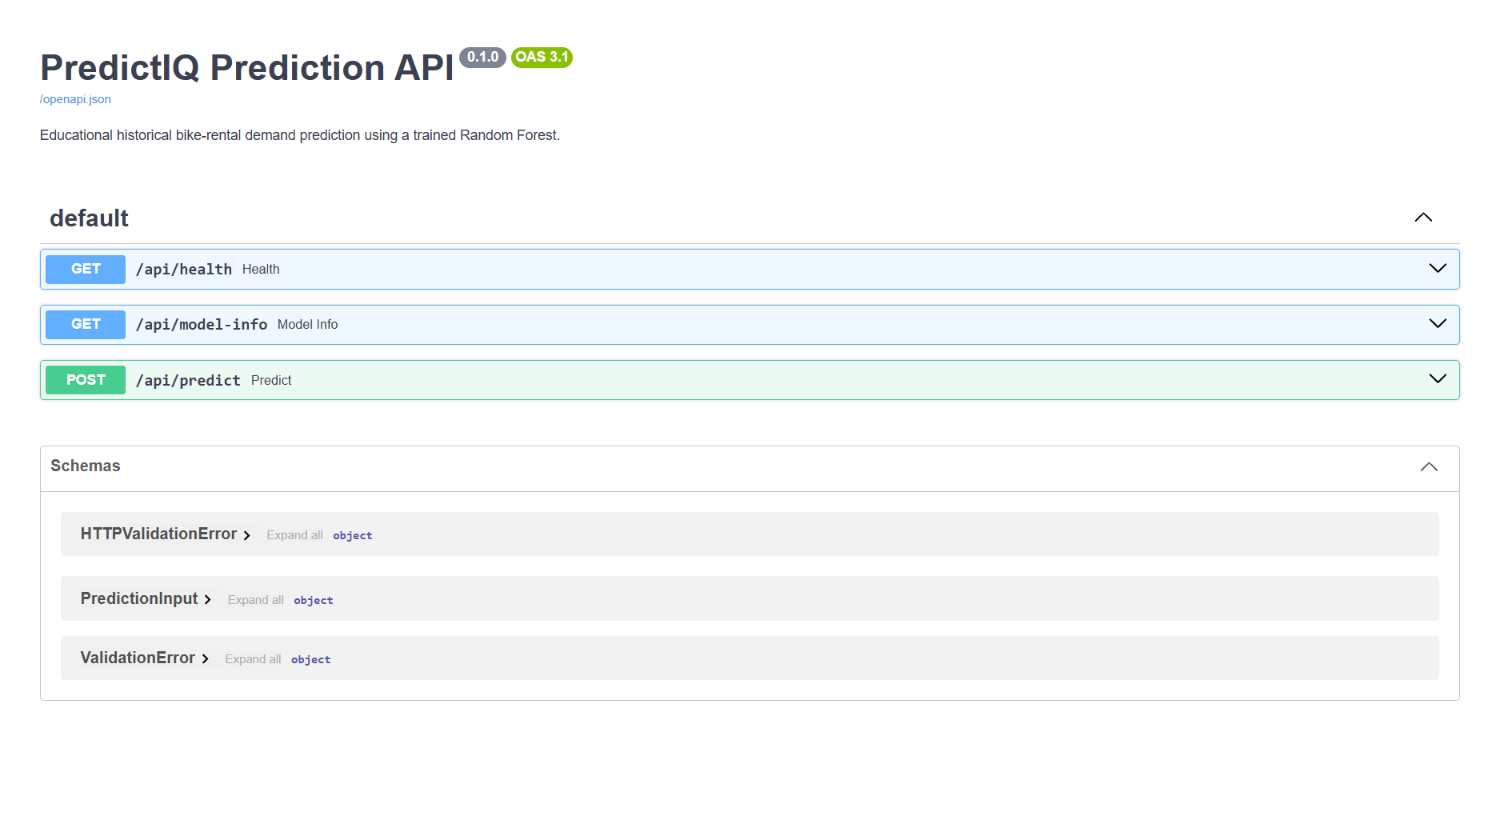 PredictIQ Prediction API 0.1.0 OAS 3.1
/openapi.json
Educational historical bike-rental demand prediction using a trained Random Forest.
default
GET /api/health Health
GET /api/model-info Model Info
POST /api/predict Predict
Schemas
HTTPValidationError Expand all object
PredictionInput Expand all object
ValidationError Expand all object